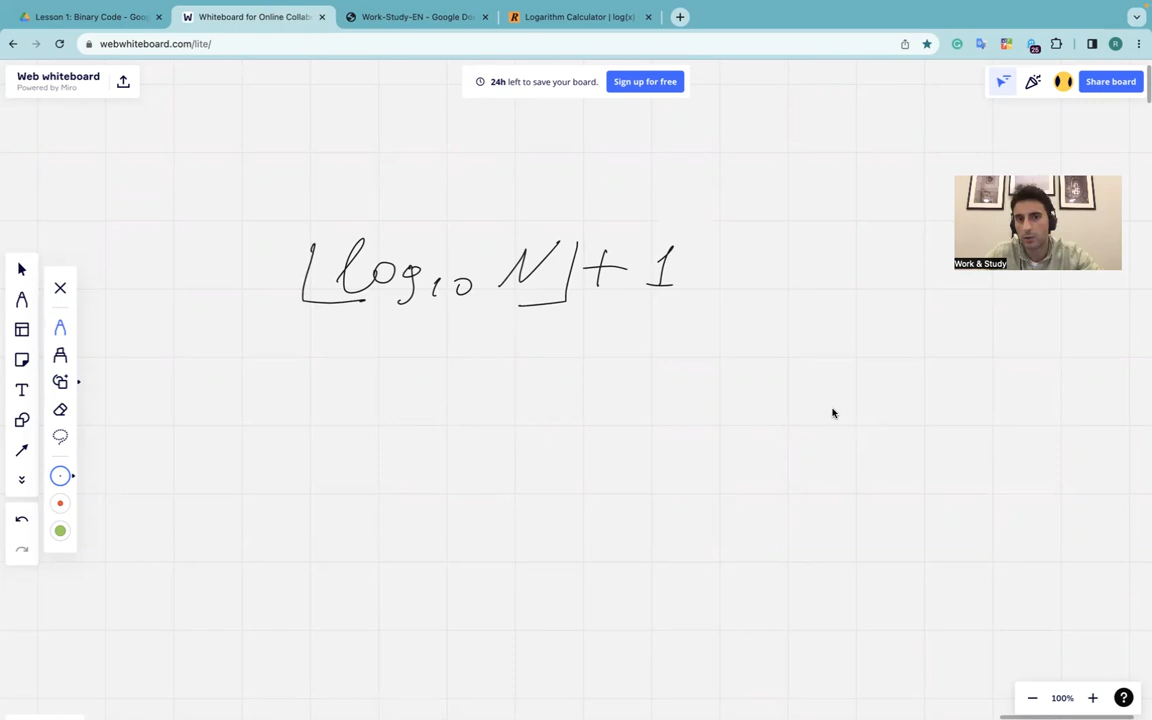 Lesson 1: Binary Code - Goog
Whiteboard for Online Collab
Work-Study-EN - Google Do
Logarithm Calculator | log(x)
webwhiteboard.com/lite/
25
R
Web whiteboard
Powered by Miro
24h left to save your board.
Sign up for free
Share board
⌊log₁₀ N⌋ + 1
Work & Study
T
100%
?